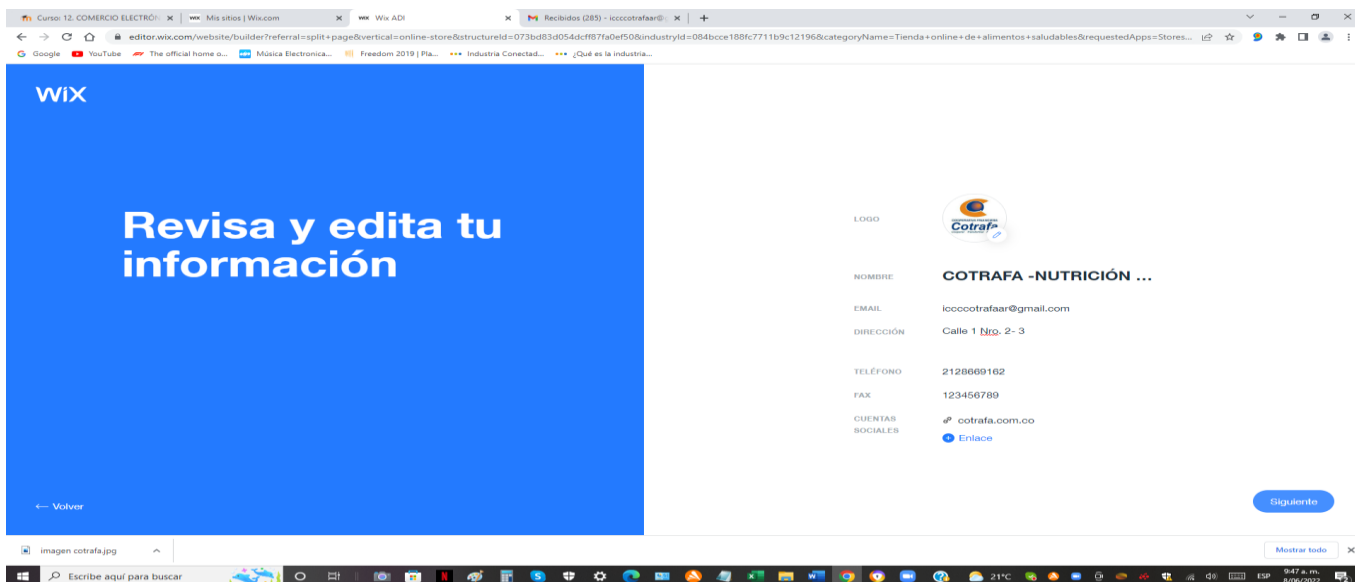 Curso: 12. COMERCIO ELECTRÓN
WIX Mis sitios | Wix.com
WIX Wix ADI
Recibidos (285) - iccccotrafaar@g
editor.wix.com/website/builder?referral=split+page&vertical=online-store&structureId=073bd83d054dcff87fa0ef50&industryId=084bcce188fc7711b9c12196&categoryName=Tienda+online+de+alimentos+saludables&requestedApps=Stores...
Google
YouTube
The official home o...
Música Electronica...
Freedom 2019 | Pla...
Industria Conectad...
¿Qué es la industria...
WiX
Revisa y edita tu
información
LOGO
Cotrafa
NOMBRE COTRAFA -NUTRICIÓN ...
EMAIL iccccotrafaar@gmail.com
DIRECCIÓN Calle 1 Nro. 2- 3
TELÉFONO 2128669162
FAX 123456789
CUENTAS
SOCIALES
cotrafa.com.co
Enlace
← Volver
Siguiente
imagen cotrafa.jpg
Mostrar todo
Escribe aquí para buscar
21°C
ESP
9:47 a. m.
8/06/2022